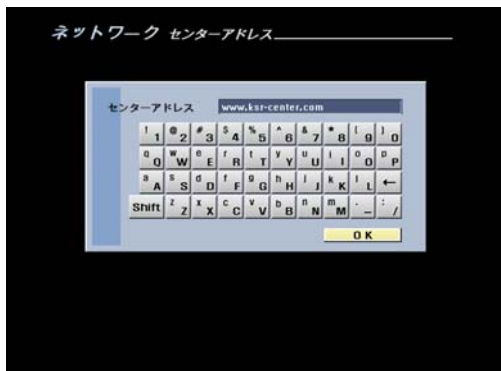 ネットワーク センターアドレス
センターアドレス www.ksr-center.com
! 1 @ 2 # 3 $ 4 % 5 ^ 6 & 7 * 8 ( 9 ) 0
q Q w W e E r R t T y Y u U i I o O p P
a A s S d D f F g G h H j J k K l L ←
Shift z Z x X c C v V b B n N m M . _ : /
OK